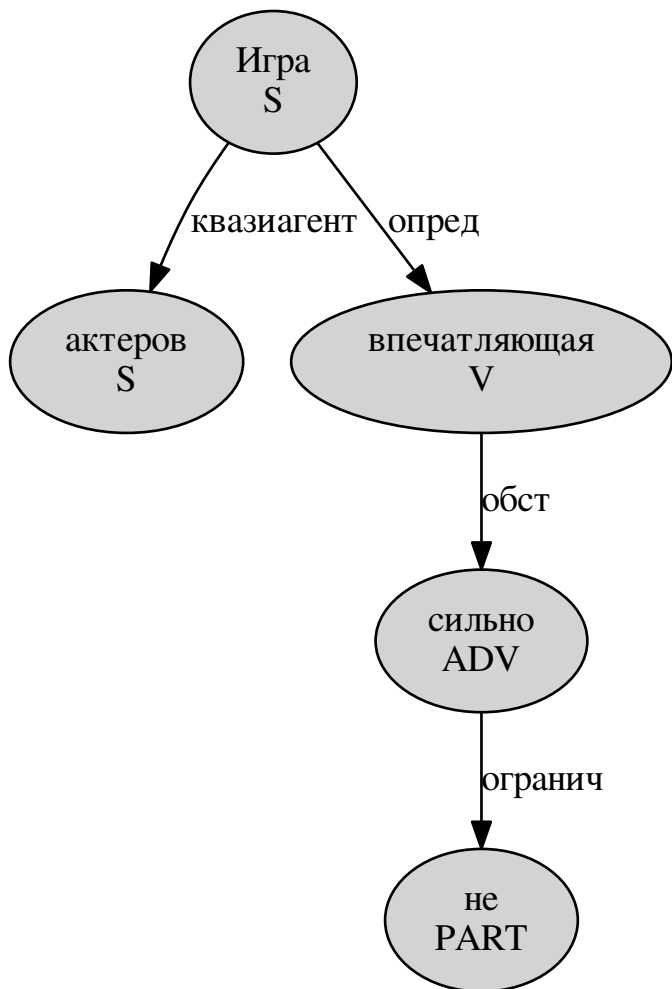 Игра
S
квазиагент
опред
актеров
S
впечатляющая
V
обст
сильно
ADV
огранич
не
PART